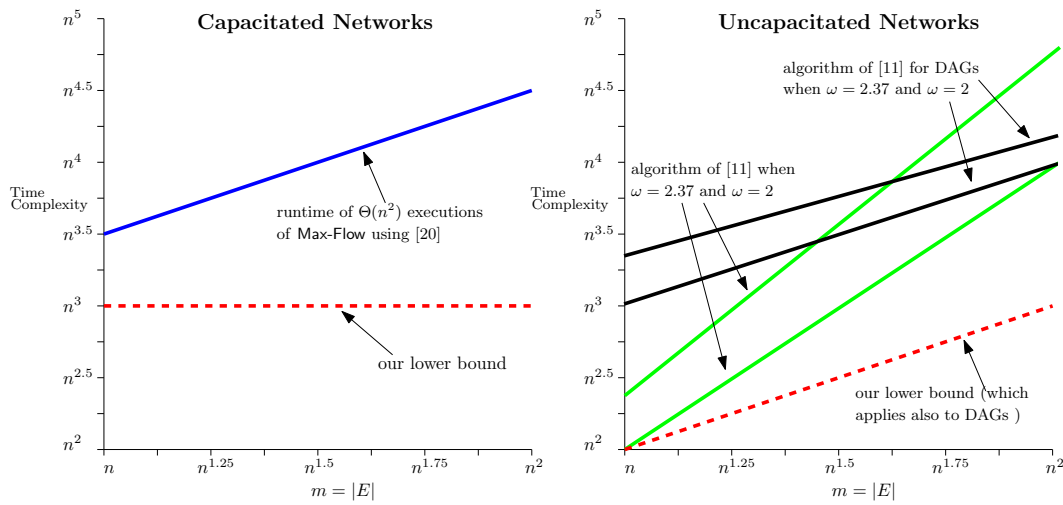 Capacitated Networks
n^5
n^4.5
n^4
Time
Complexity
n^3.5
n^3
n^2.5
n^2
runtime of Θ(n^2) executions
of Max-Flow using [20]
our lower bound
n
n^1.25
n^1.5
n^1.75
n^2
m = |E|
Uncapacitated Networks
n^5
n^4.5
n^4
Time
Complexity
n^3.5
n^3
n^2.5
n^2
algorithm of [11] for DAGs
when ω = 2.37 and ω = 2
algorithm of [11] when
ω = 2.37 and ω = 2
our lower bound (which
applies also to DAGs )
n
n^1.25
n^1.5
n^1.75
n^2
m = |E|